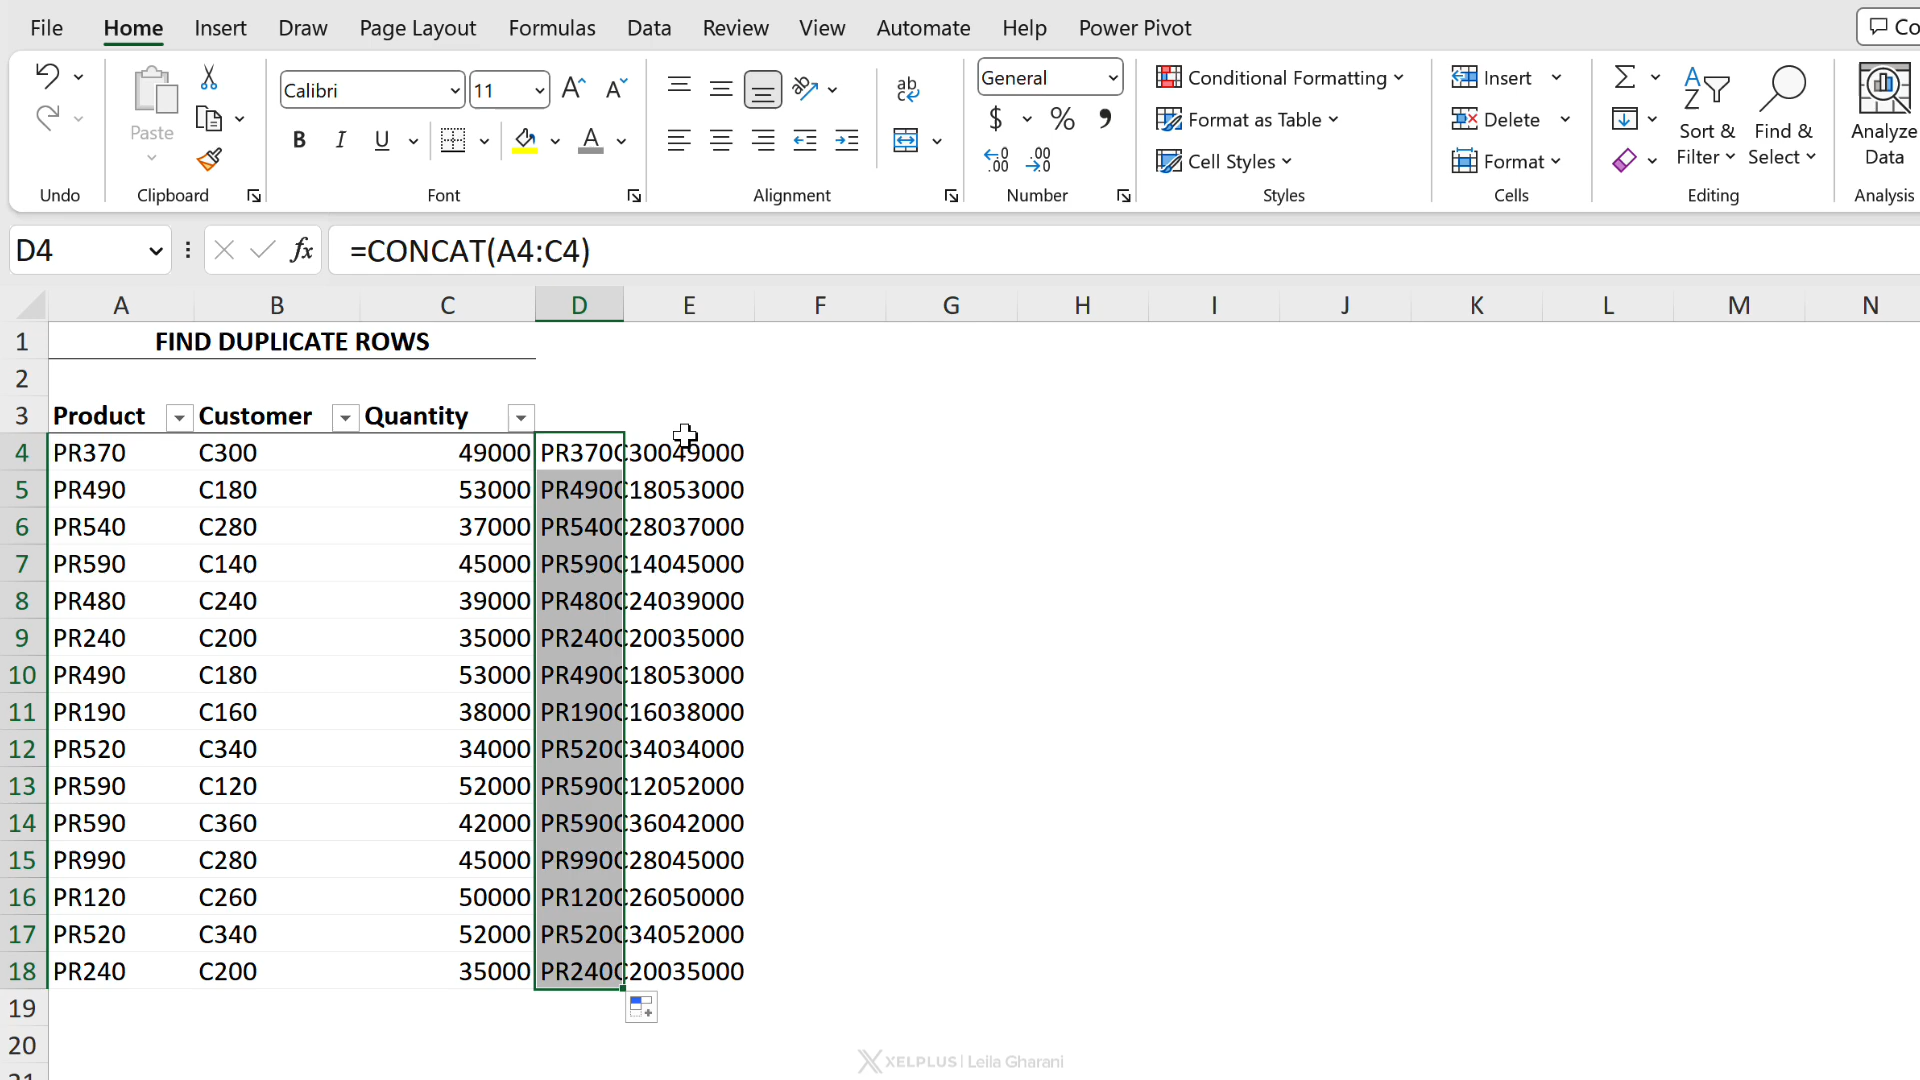 File Home Insert Draw Page Layout Formulas Data Review View Automate Help Power Pivot Co
Paste
Calibri 11
ab
General
$ % ,
.00 .00
Conditional Formatting
Format as Table
Cell Styles
Insert
Delete
Format
Sort &
Filter
Find &
Select
Analyze
Data
Undo Clipboard Font Alignment Number Styles Cells Editing Analysis
D4 fx =CONCAT(A4:C4)
A B C D E F G H I J K L M N
1 FIND DUPLICATE ROWS
2
3 Product Customer Quantity
4 PR370 C300 49000 PR370C30049000
5 PR490 C180 53000 PR490C18053000
6 PR540 C280 37000 PR540C28037000
7 PR590 C140 45000 PR590C14045000
8 PR480 C240 39000 PR480C24039000
9 PR240 C200 35000 PR240C20035000
10 PR490 C180 53000 PR490C18053000
11 PR190 C160 38000 PR190C16038000
12 PR520 C340 34000 PR520C34034000
13 PR590 C120 52000 PR590C12052000
14 PR590 C360 42000 PR590C36042000
15 PR990 C280 45000 PR990C28045000
16 PR120 C260 50000 PR120C26050000
17 PR520 C340 52000 PR520C34052000
18 PR240 C200 35000 PR240C20035000
19
20
21
XELPLUS | Leila Gharani